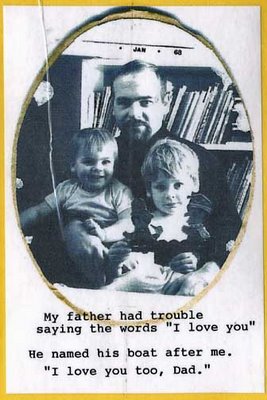 • JAN • 68
My father had trouble
saying the words "I love you"
He named his boat after me.
"I love you too, Dad."